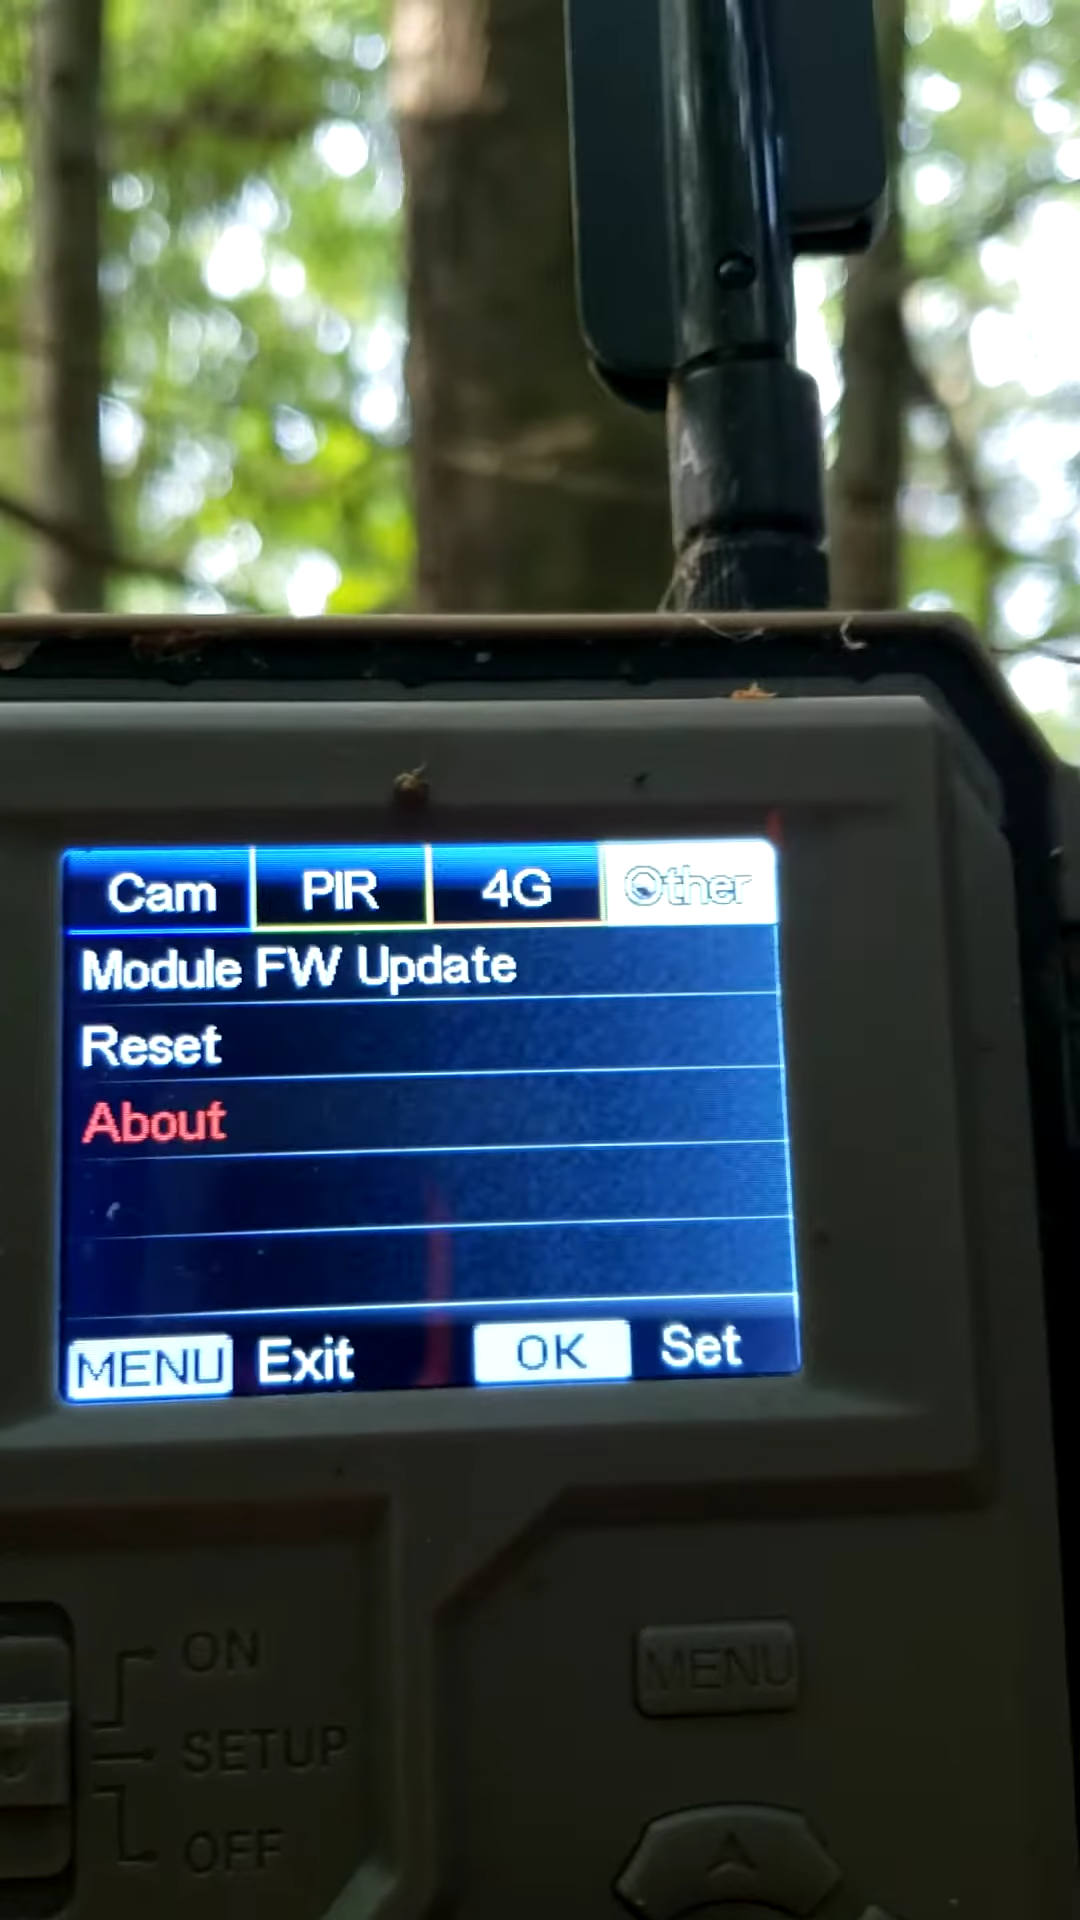 Cam PIR 4G Other
Module FW Update
Reset
About
MENU Exit OK Set
ON
SETUP
OFF
MENU